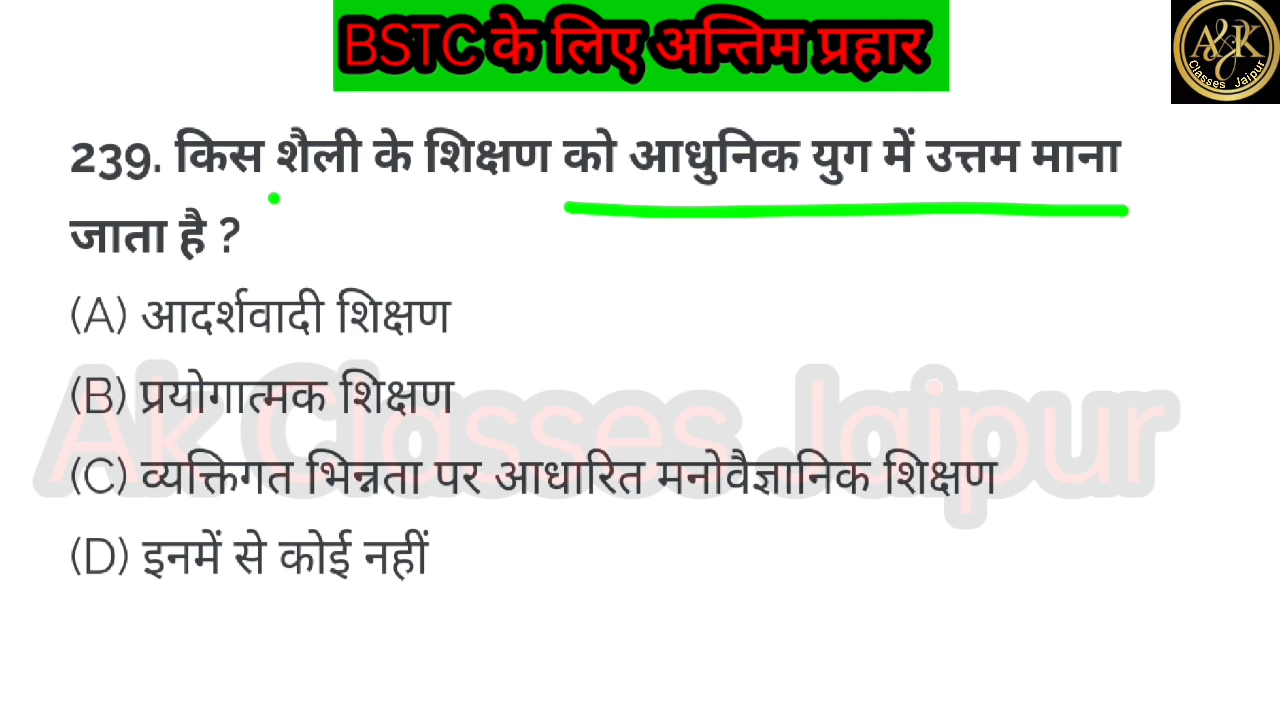 BSTC के लिए अन्तिम प्रहार
A&K
Classes Jaipur
239. किस शैली के शिक्षण को आधुनिक युग में उत्तम माना
जाता है ?
(A) आदर्शवादी शिक्षण
(B) प्रयोगात्मक शिक्षण
Ak Classes Jaipur
(C) व्यक्तिगत भिन्नता पर आधारित मनोवैज्ञानिक शिक्षण
(D) इनमें से कोई नहीं